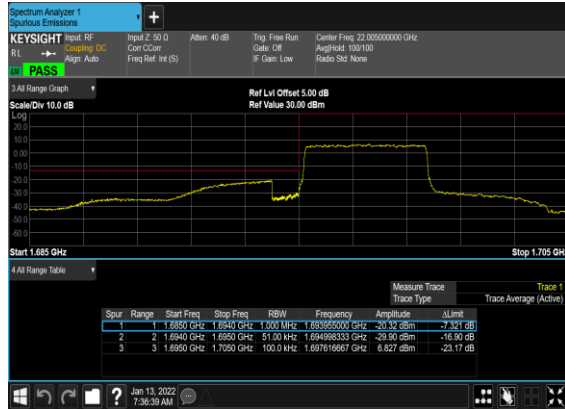 Spectrum Analyzer 1
Spurious Emissions
+
KEYSIGHT Input: RF Input Z: 50 Ω Atten: 40 dB Trig: Free Run Center Freq: 22.005000000 GHz
RL Coupling: DC Corr CCorr Gate: Off Avg|Hold: 100/100
Align: Auto Freq Ref: Int (S) IF Gain: Low Radio Std: None
PASS
3 All Range Graph Ref Lvl Offset 5.00 dB
Scale/Div 10.0 dB Ref Value 30.00 dBm
Log
20.0
10.0
0.00
-10.0
-20.0
-30.0
-40.0
-50.0
-60.0
Start 1.685 GHz Stop 1.705 GH
4 All Range Table
Measure Trace Trace 1
Trace Type Trace Average (Active)
Spur Range Start Freq Stop Freq RBW Frequency Amplitude ΔLimit
1 1 1.6850 GHz 1.6940 GHz 1.000 MHz 1.693955000 GHz -20.32 dBm -7.321 dB
2 2 1.6940 GHz 1.6950 GHz 51.00 kHz 1.694998333 GHz -29.90 dBm -16.90 dB
3 3 1.6950 GHz 1.7050 GHz 100.0 kHz 1.697616667 GHz 6.827 dBm -23.17 dB
? Jan 13, 2022
7:36:39 AM